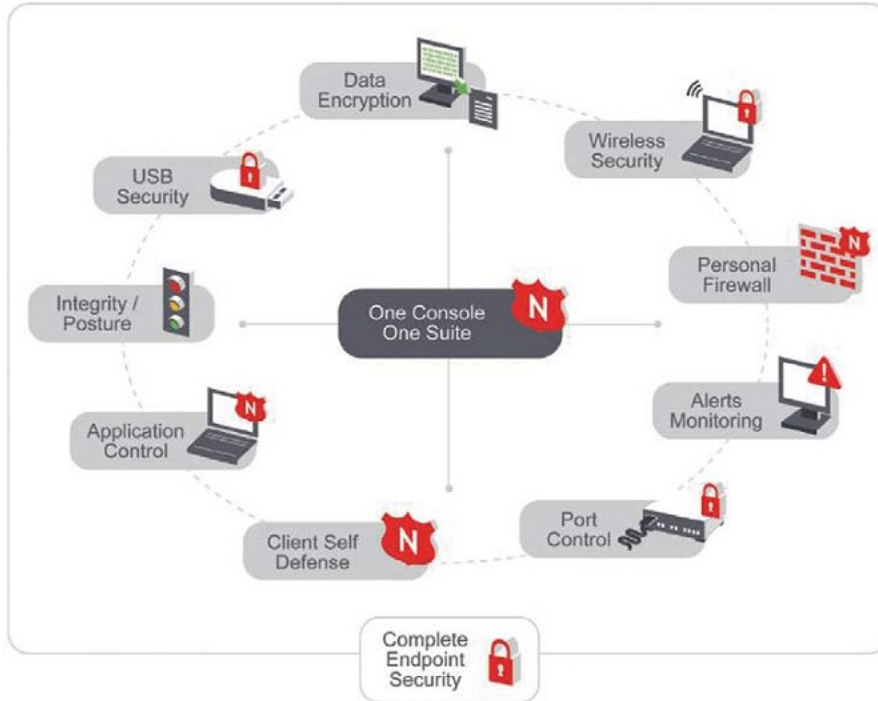 Data
Encryption
Wireless
Security
USB
Security
Personal
Firewall
N
Integrity /
Posture
One Console
One Suite
N
Alerts
Monitoring
!
Application
Control
N
Port
Control
Client Self
Defense
N
Complete
Endpoint
Security